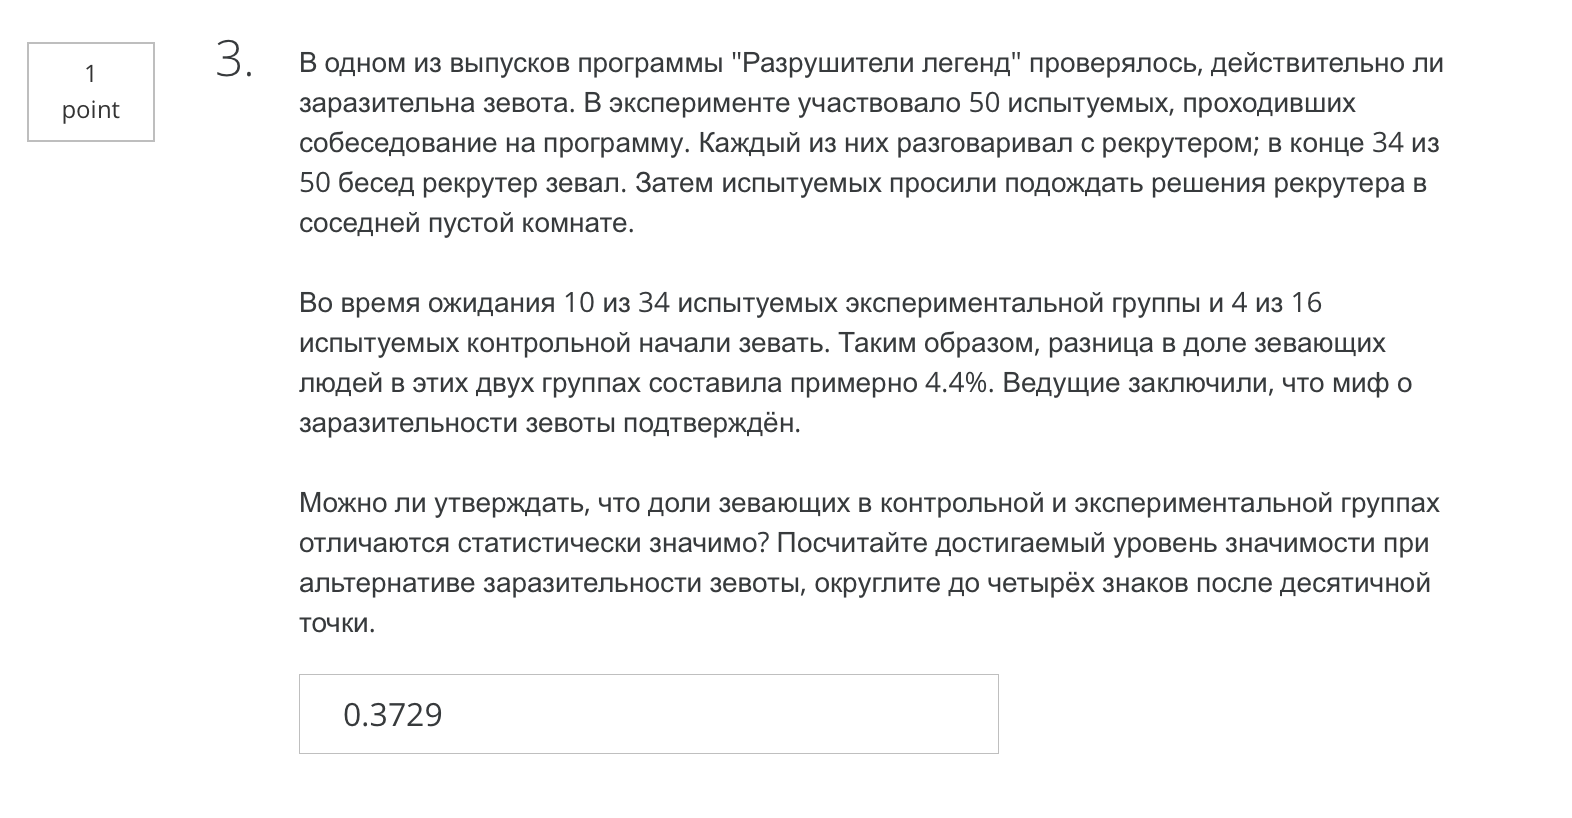 1
point
3.
В одном из выпусков программы "Разрушители легенд" проверялось, действительно ли
заразительна зевота. В эксперименте участвовало 50 испытуемых, проходивших
собеседование на программу. Каждый из них разговаривал с рекрутером; в конце 34 из
50 бесед рекрутер зевал. Затем испытуемых просили подождать решения рекрутера в
соседней пустой комнате.
Во время ожидания 10 из 34 испытуемых экспериментальной группы и 4 из 16
испытуемых контрольной начали зевать. Таким образом, разница в доле зевающих
людей в этих двух группах составила примерно 4.4%. Ведущие заключили, что миф о
заразительности зевоты подтверждён.
Можно ли утверждать, что доли зевающих в контрольной и экспериментальной группах
отличаются статистически значимо? Посчитайте достигаемый уровень значимости при
альтернативе заразительности зевоты, округлите до четырёх знаков после десятичной
точки.
0.3729